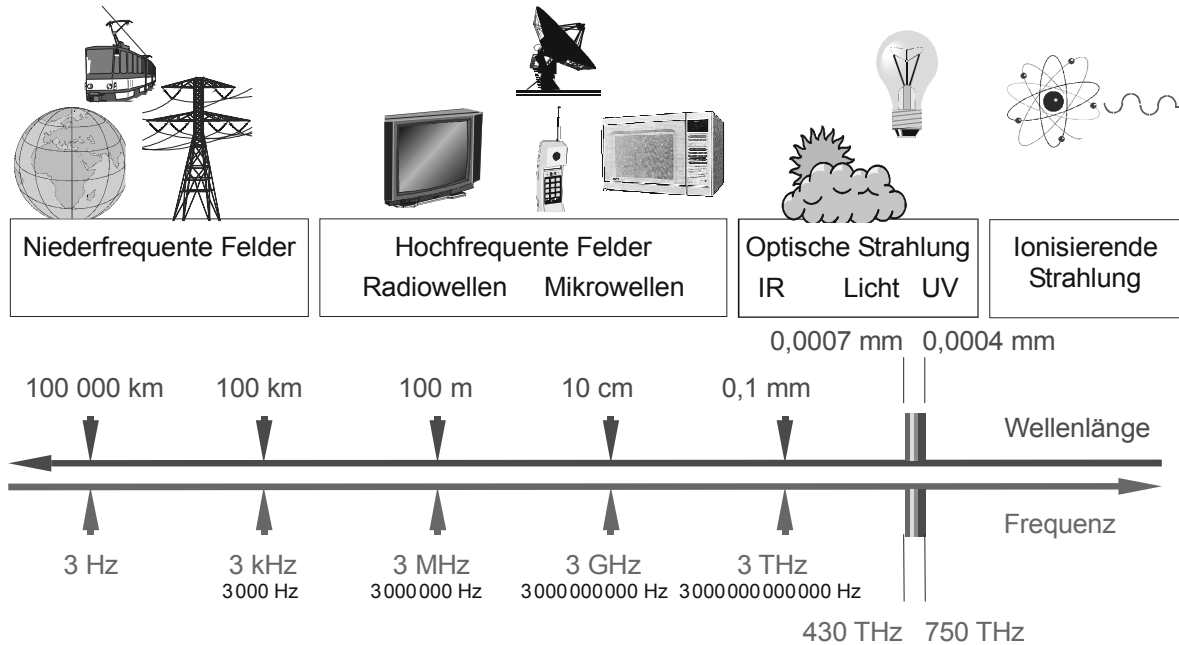 Niederfrequente Felder
Hochfrequente Felder
Radiowellen Mikrowellen
Optische Strahlung
IR Licht UV
Ionisierende
Strahlung
0,0007 mm 0,0004 mm
100 000 km 100 km 100 m 10 cm 0,1 mm
Wellenlänge
Frequenz
3 Hz 3 kHz 3 MHz 3 GHz 3 THz
3000 Hz 3000000 Hz 3000000000 Hz 3000000000000 Hz
430 THz 750 THz